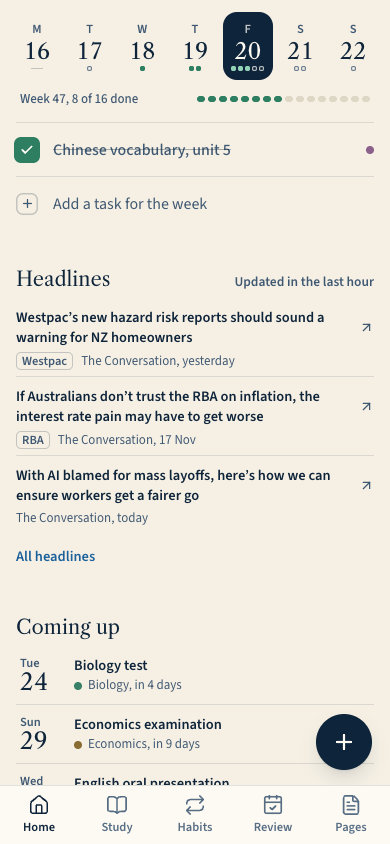 M T W T F S S
16 17 18 19 20 21 22
Week 47, 8 of 16 done
Chinese vocabulary, unit 5
Add a task for the week
Headlines
Updated in the last hour
Westpac’s new hazard risk reports should sound a
warning for NZ homeowners
Westpac The Conversation, yesterday
If Australians don’t trust the RBA on inflation, the
interest rate pain may have to get worse
RBA The Conversation, 17 Nov
With AI blamed for mass layoffs, here’s how we can
ensure workers get a fairer go
The Conversation, today
All headlines
Coming up
Tue
24
Biology test
Biology, in 4 days
Sun
29
Economics examination
Economics, in 9 days
Wed
English oral presentation
Home Study Habits Review Pages